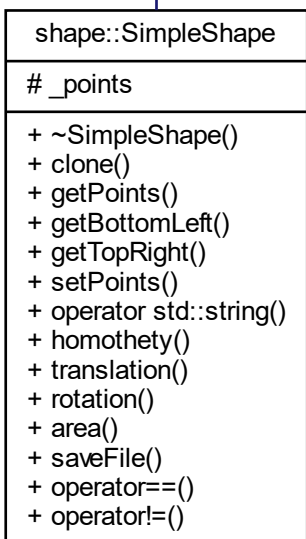 shape::SimpleShape
# _points
+ ~SimpleShape()
+ clone()
+ getPoints()
+ getBottomLeft()
+ getTopRight()
+ setPoints()
+ operator std::string()
+ homothety()
+ translation()
+ rotation()
+ area()
+ saveFile()
+ operator==()
+ operator!=()